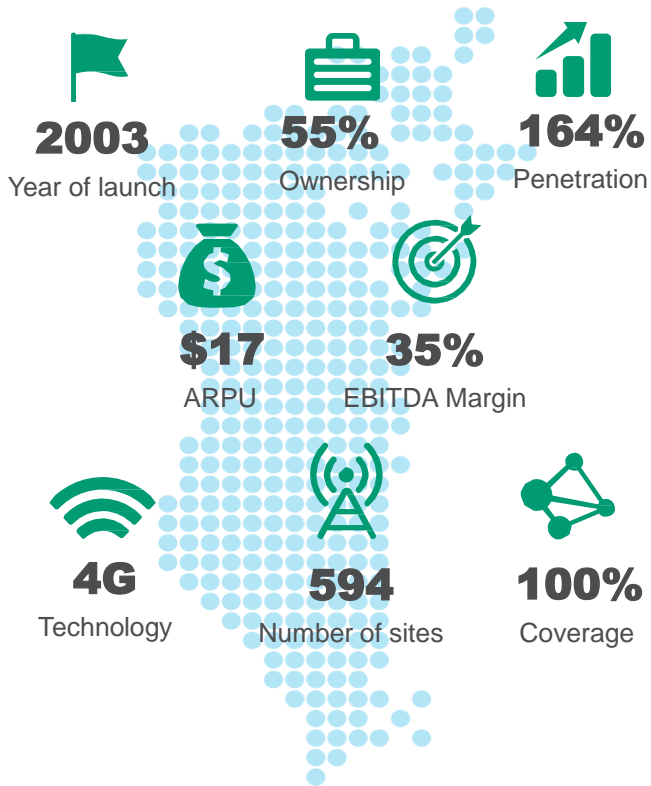 2003
55%
164%
Year of launch
Ownership
Penetration
$
$17
35%
ARPU
EBITDA Margin
4G
594
100%
Technology
Number of sites
Coverage